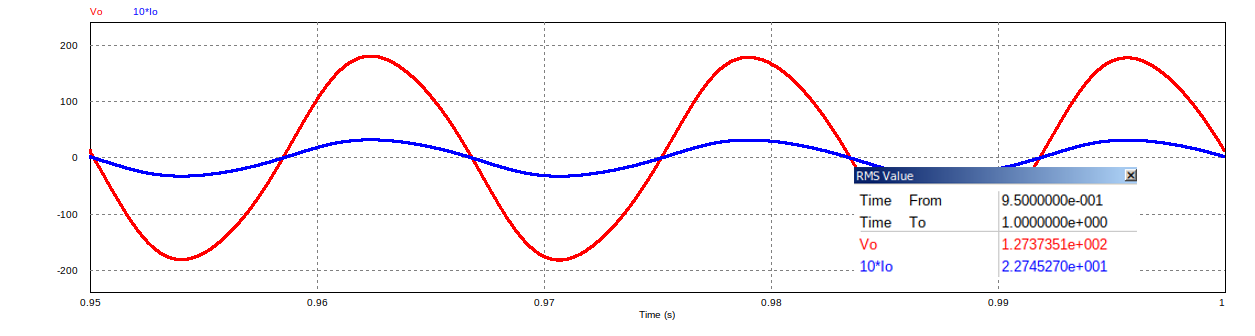 Vo 10*Io
200
100
0
-100
-200
0.95 0.96 0.97 0.98 0.99 1
Time (s)
RMS Value
Time From 9.5000000e-001
Time To 1.0000000e+000
Vo 1.2737351e+002
10*Io 2.2745270e+001